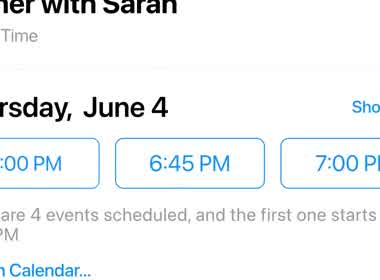 ner with Sarah
Time
rsday, June 4
Sho
:00 PM
6:45 PM
7:00 P
are 4 events scheduled, and the first one starts
PM
Calendar...